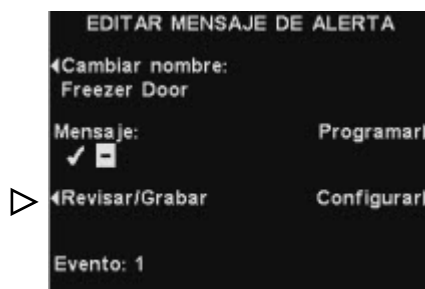 EDITAR MENSAJE DE ALERTA
Cambiar nombre:
Freezer Door
Mensaje: Programar
Revisar/Grabar Configurar
Evento: 1